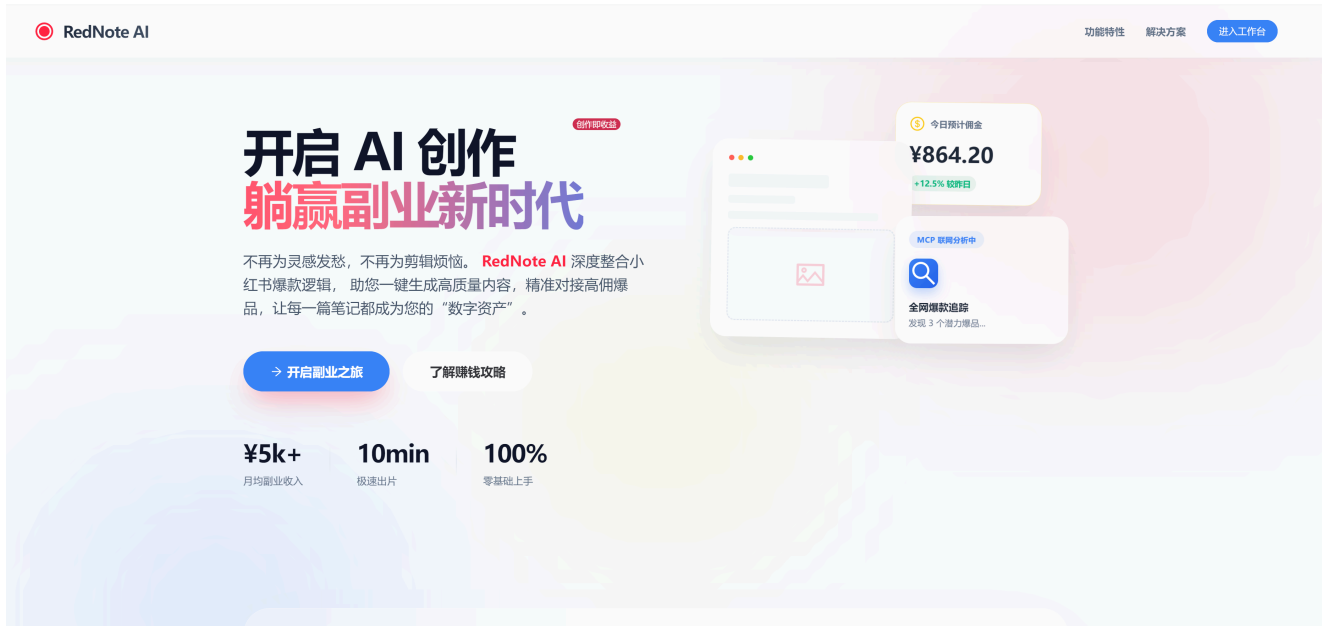 RedNote AI
功能特性
解决方案
进入工作台
创作即收益
开启 AI 创作
躺赢副业新时代
不再为灵感发愁，不再为剪辑烦恼。 RedNote AI 深度整合小
红书爆款逻辑， 助您一键生成高质量内容，精准对接高佣爆
品，让每一篇笔记都成为您的“数字资产”。
→ 开启副业之旅
了解赚钱攻略
¥5k+
月均副业收入
10min
极速出片
100%
零基础上手
$ 今日预计佣金
¥864.20
+12.5% 较昨日
MCP 联网分析中
全网爆款追踪
发现 3 个潜力爆品...